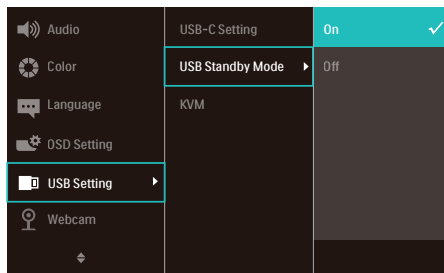 Audio
Color
Language
OSD Setting
USB Setting
Webcam
USB-C Setting
USB Standby Mode
KVM
On
Off